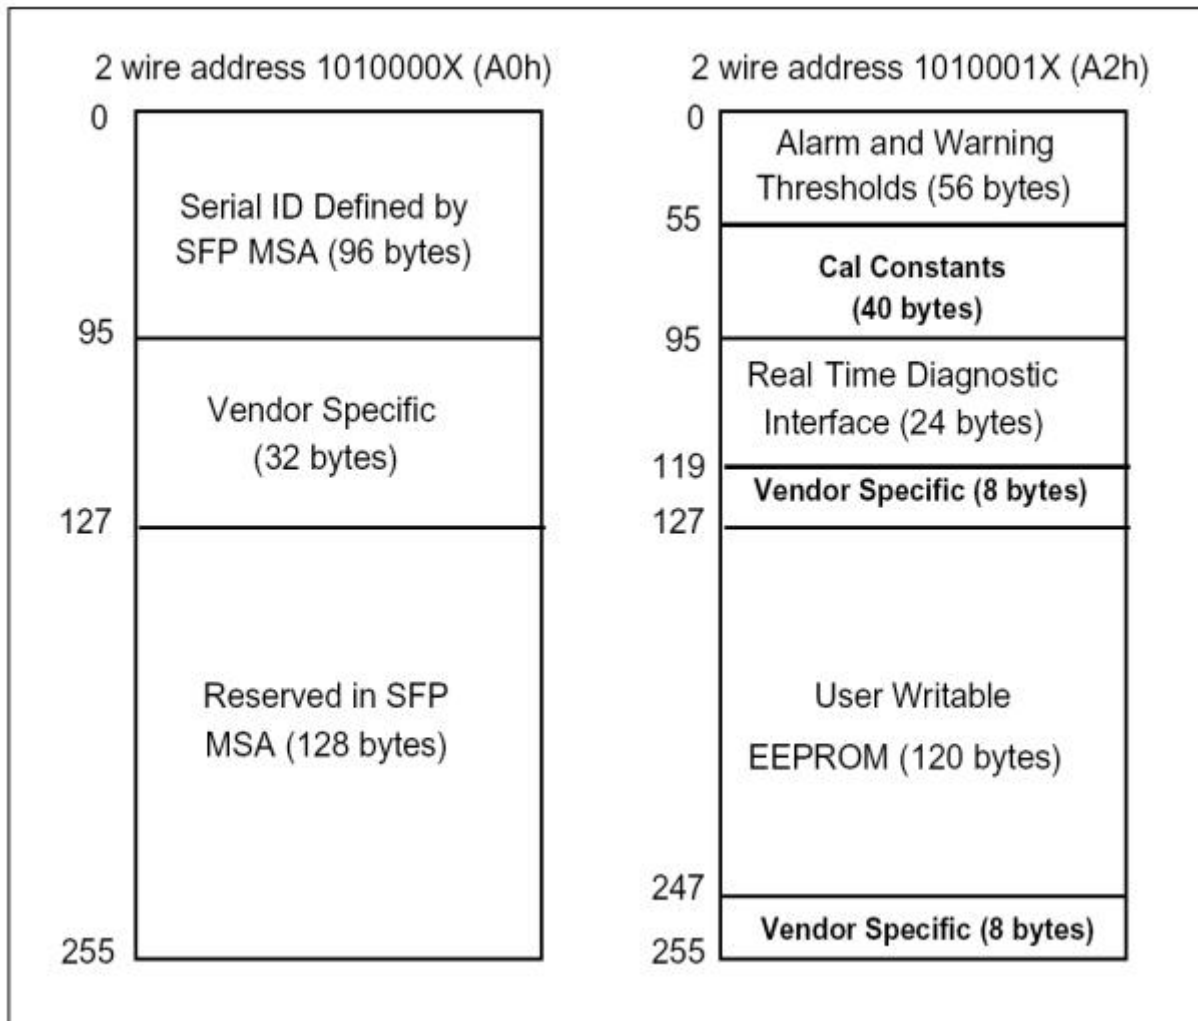 2 wire address 1010000X (A0h)
0
Serial ID Defined by
SFP MSA (96 bytes)
95
Vendor Specific
(32 bytes)
127
Reserved in SFP
MSA (128 bytes)
255
2 wire address 1010001X (A2h)
0
Alarm and Warning
Thresholds (56 bytes)
55
Cal Constants
(40 bytes)
95
Real Time Diagnostic
Interface (24 bytes)
119
Vendor Specific (8 bytes)
127
User Writable
EEPROM (120 bytes)
247
Vendor Specific (8 bytes)
255